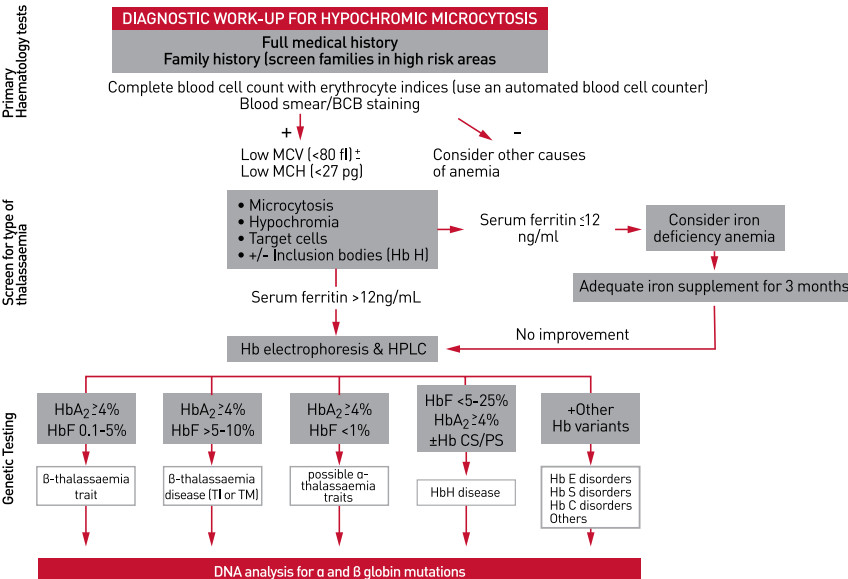 DIAGNOSTIC WORK-UP FOR HYPOCHROMIC MICROCYTOSIS
Full medical history
Family history (screen families in high risk areas
Primary
Haematology tests
Complete blood cell count with erythrocyte indices (use an automated blood cell counter)
Blood smear/BCB staining
+
–
Low MCV (<80 fl) ±
Low MCH (<27 pg)
Consider other causes
of anemia
Screen for type of
thalassaemia
• Microcytosis
• Hypochromia
• Target cells
• +/- Inclusion bodies (Hb H)
Serum ferritin ≤12
ng/ml
Consider iron
deficiency anemia
Adequate iron supplement for 3 months
Serum ferritin >12ng/mL
No improvement
Hb electrophoresis & HPLC
Genetic Testing
HbA₂ ≥4%
HbF 0.1-5%
HbA₂ ≥4%
HbF >5-10%
HbA₂ ≥4%
HbF <1%
HbF <5-25%
HbA₂ ≥4%
±Hb CS/PS
+Other
Hb variants
β-thalassaemia
trait
β-thalassaemia
disease (TI or TM)
possible α-
thalassaemia
traits
HbH disease
Hb E disorders
Hb S disorders
Hb C disorders
Others
DNA analysis for α and β globin mutations